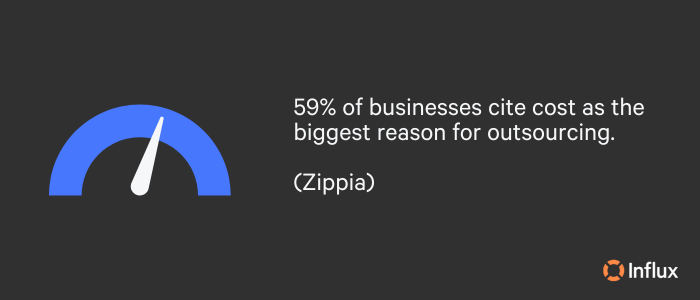 59% of businesses cite cost as the
biggest reason for outsourcing.
(Zippia)
Influx